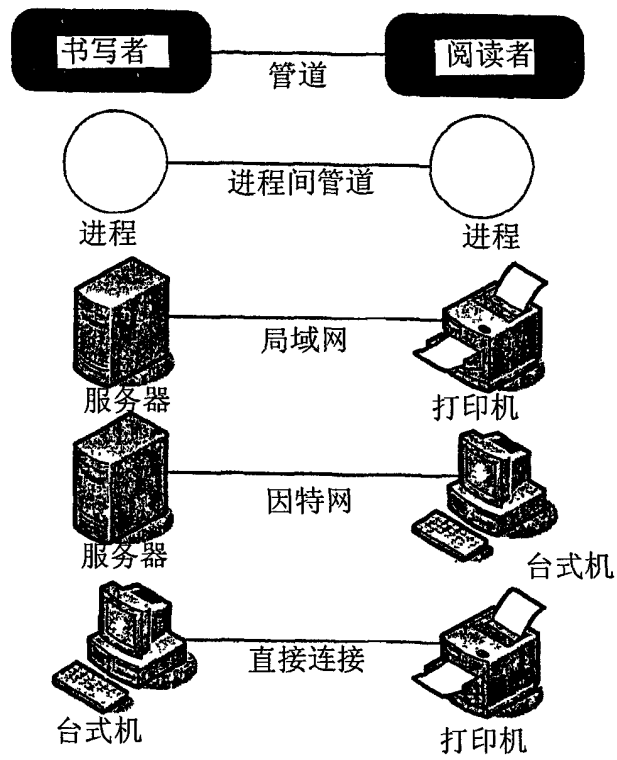 书写者
阅读者
管道
进程间管道
进程
进程
局域网
服务器
打印机
因特网
服务器
台式机
直接连接
台式机
打印机